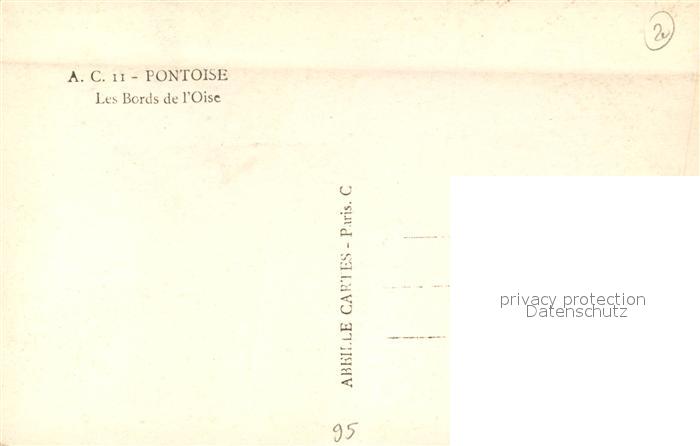 2
A. C. 11 - PONTOISE
Les Bords de l'Oise
ABEILLE CARTES - Paris. C
privacy protection
Datenschutz
95